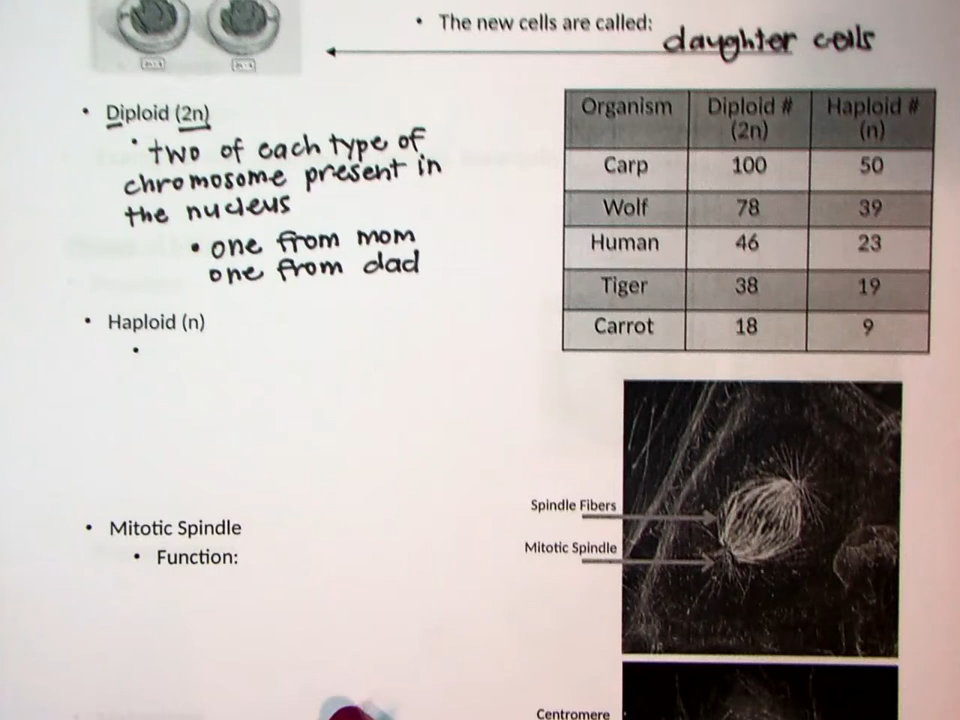 The new cells are called: daughter cells
Diploid (2n)
two of each type of
chromosome present in
the nucleus
one from mom
one from dad
Organism Diploid # (2n) Haploid # (n)
Carp 100 50
Wolf 78 39
Human 46 23
Tiger 38 19
Carrot 18 9
Haploid (n)
Spindle Fibers
Mitotic Spindle
Mitotic Spindle
Function:
Centromere